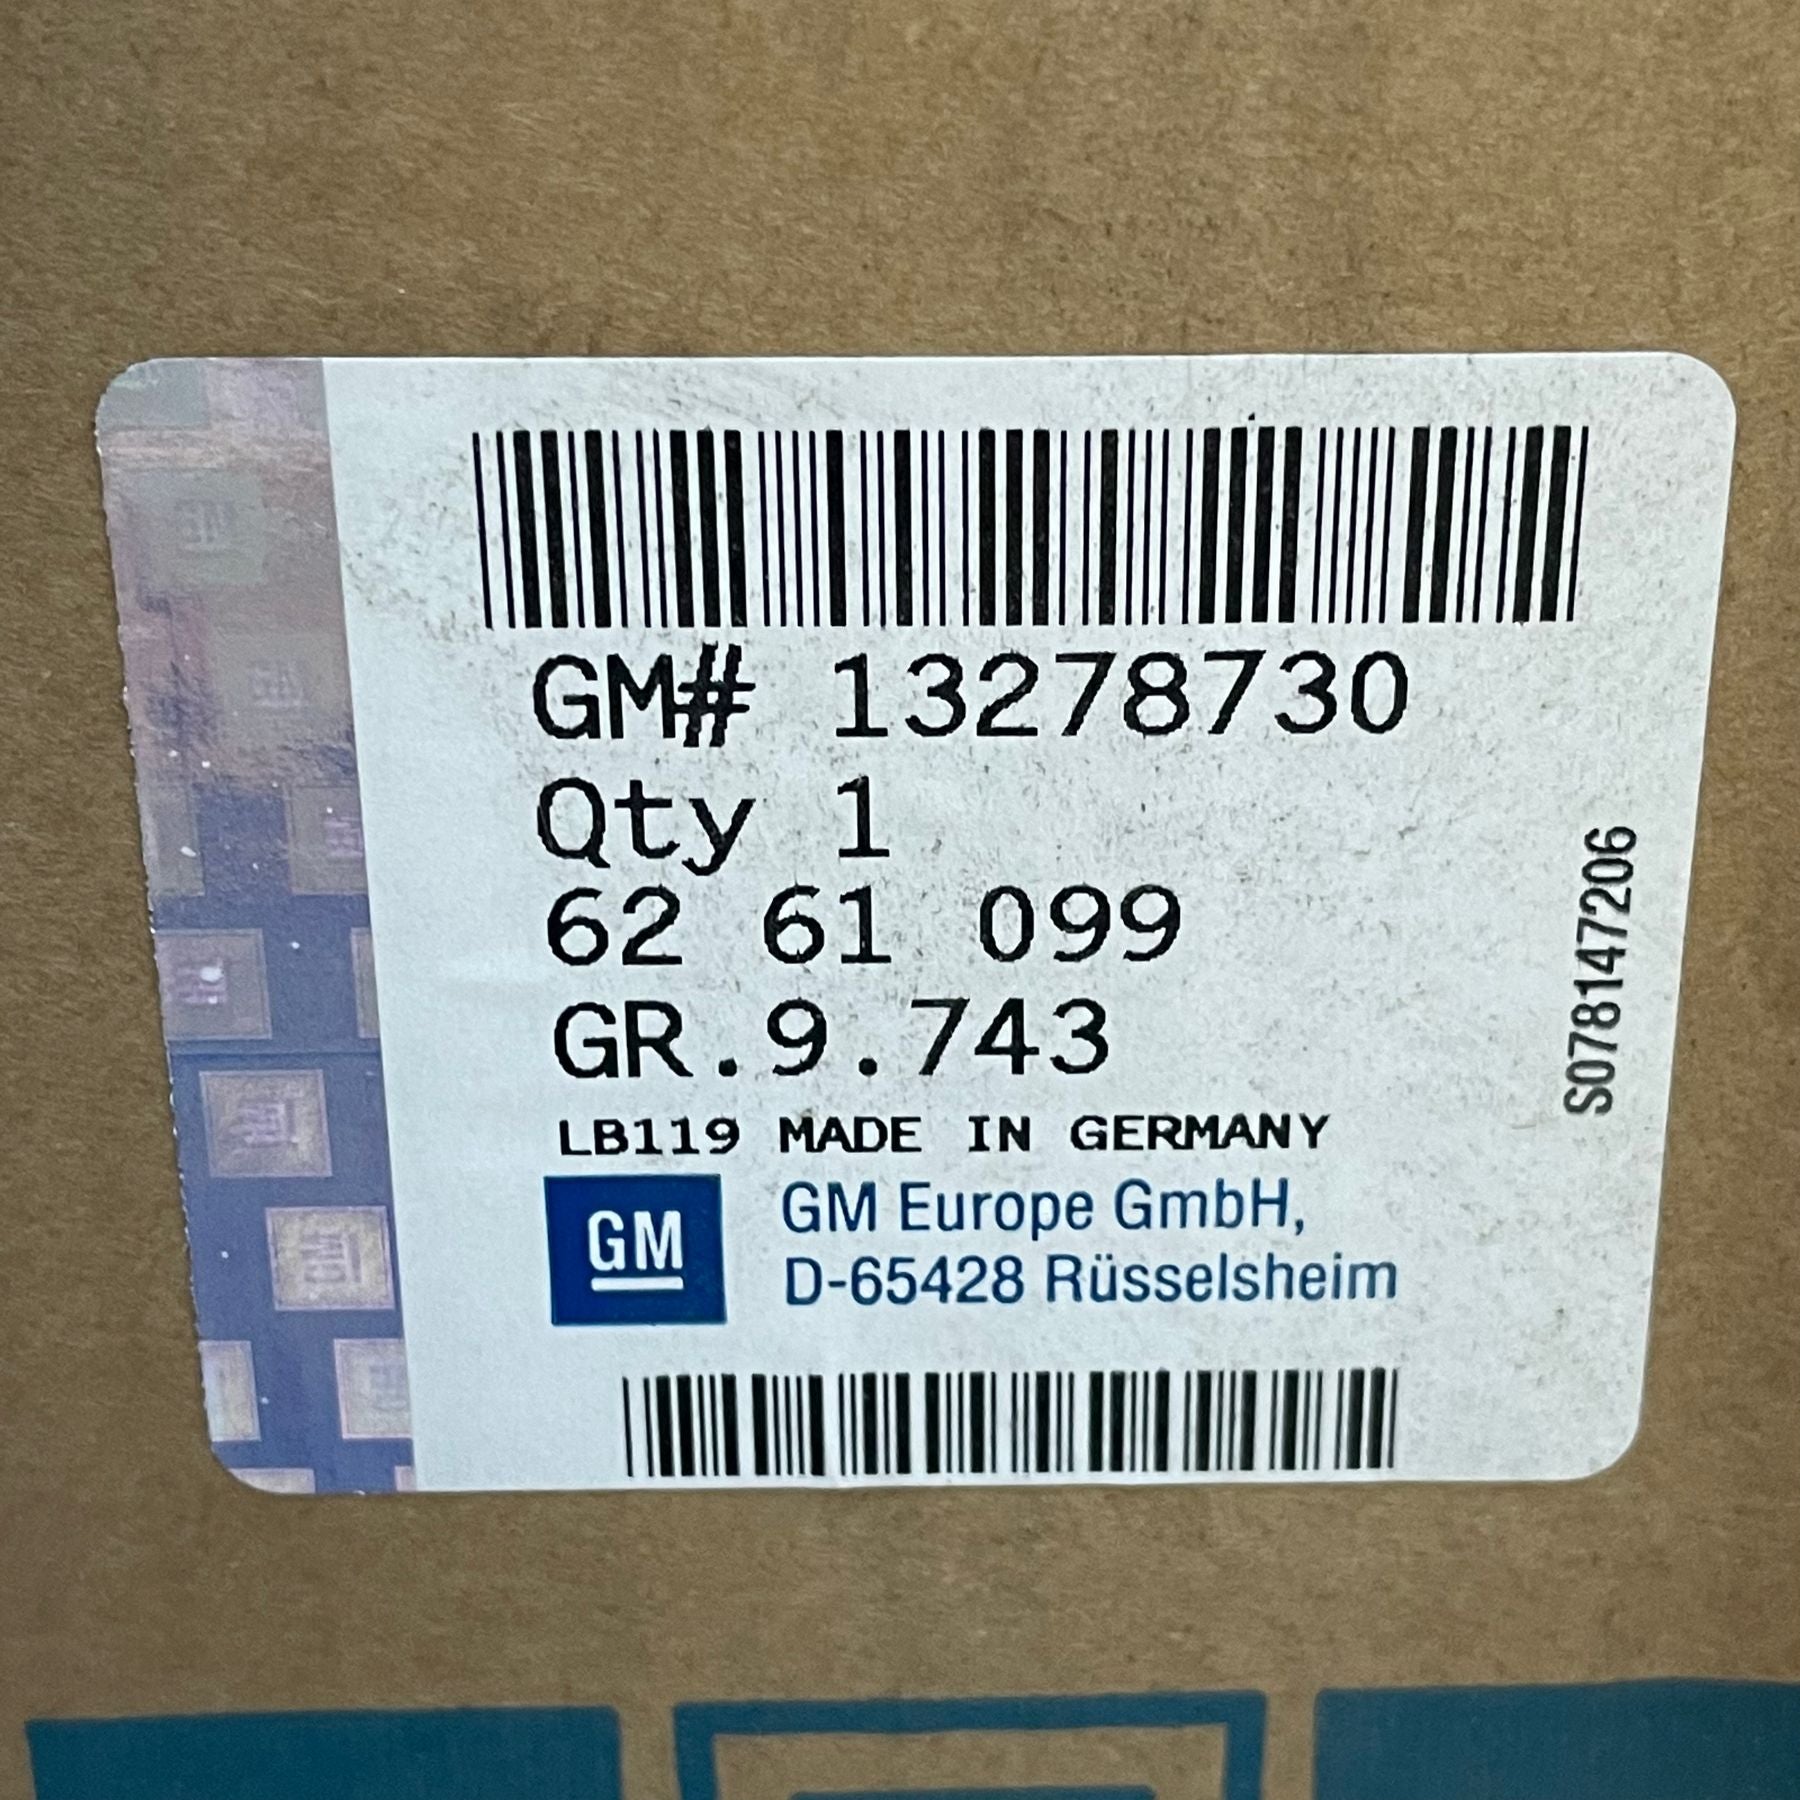 GM# 13278730
Qty 1
62 61 099
GR.9.743
LB119 MADE IN GERMANY
GM
GM Europe GmbH,
D-65428 Rüsselsheim
S078147206